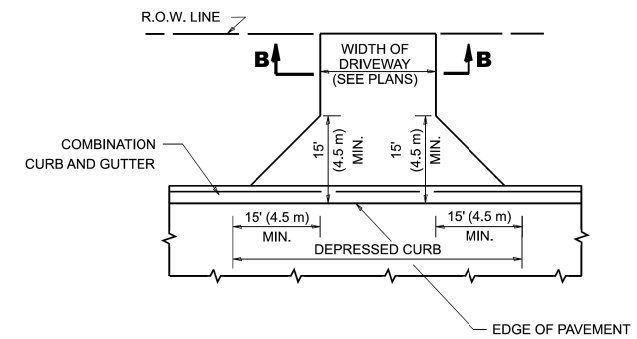 R.O.W. LINE
B
WIDTH OF
DRIVEWAY
(SEE PLANS)
B
COMBINATION
CURB AND GUTTER
15'
(4.5 m)
MIN.
15'
(4.5 m)
MIN.
15' (4.5 m)
MIN.
15' (4.5 m)
MIN.
DEPRESSED CURB
EDGE OF PAVEMENT